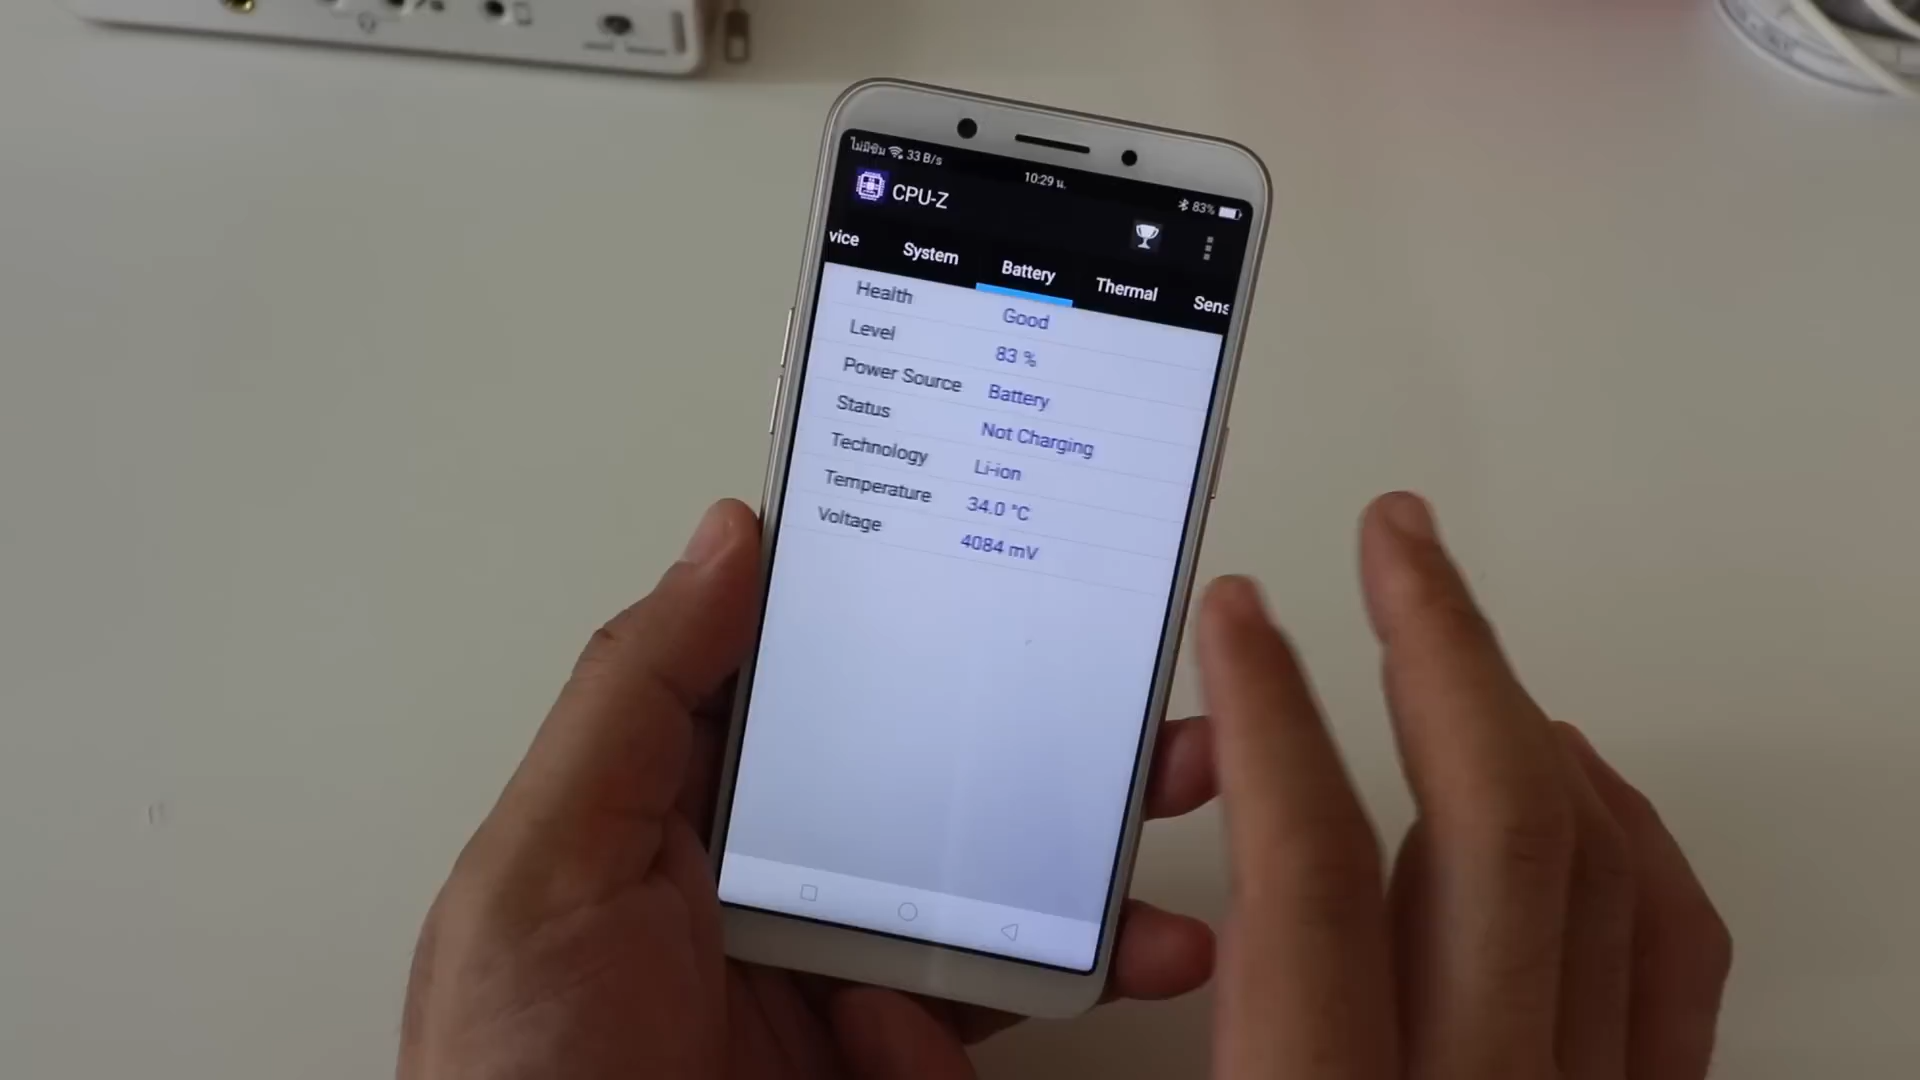 ไม่มีซิม 33 B/s
10:29 น.
83%
CPU-Z
vice System Battery Thermal Sens
Health Good
Level 83 %
Power Source Battery
Status Not Charging
Technology Li-ion
Temperature 34.0 °C
Voltage 4084 mV